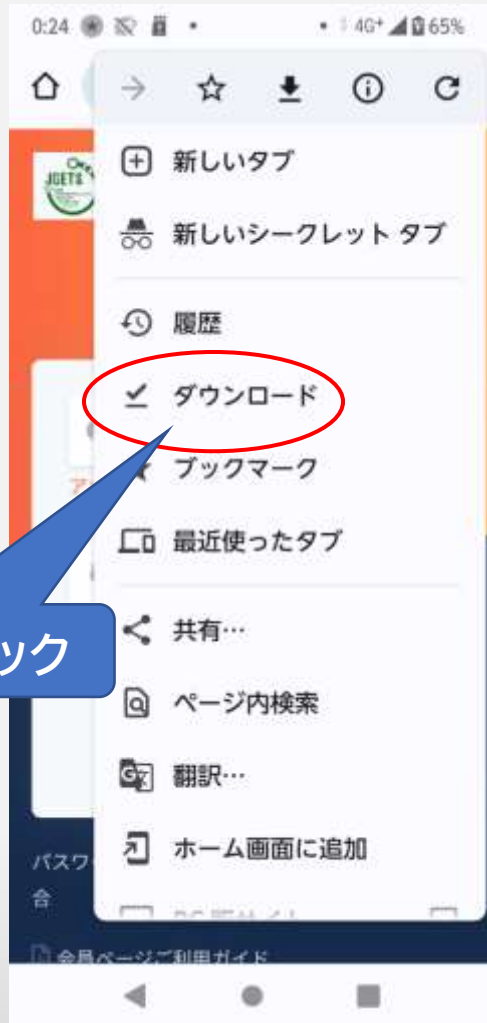 0:24
4G+ 65%
JGETS
新しいタブ
新しいシークレット タブ
履歴
ダウンロード
ブックマーク
最近使ったタブ
ック
共有…
ページ内検索
翻訳…
ホーム画面に追加
パスワ
合
会員ページご利用ガイド